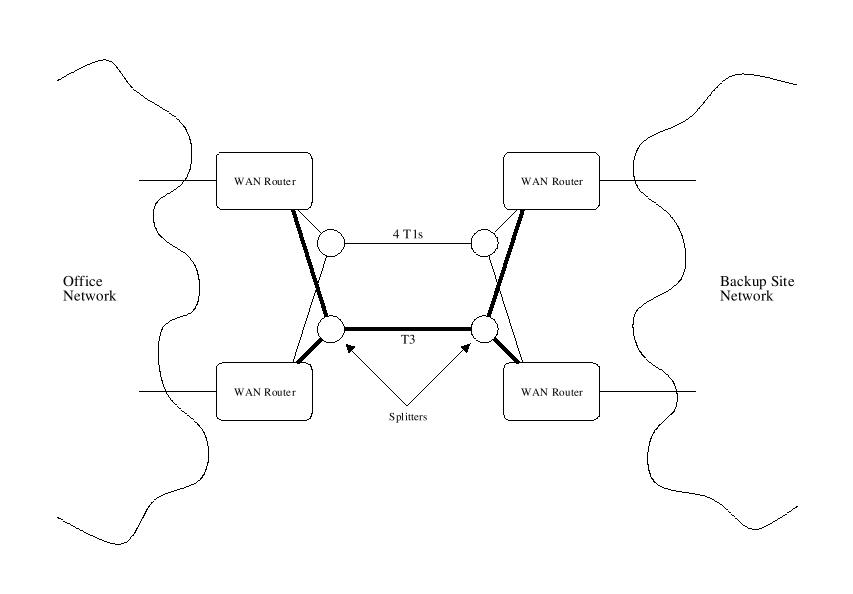 WAN Router
WAN Router
4 T1s
Office
Network
Backup Site
Network
T3
WAN Router
WAN Router
Splitters